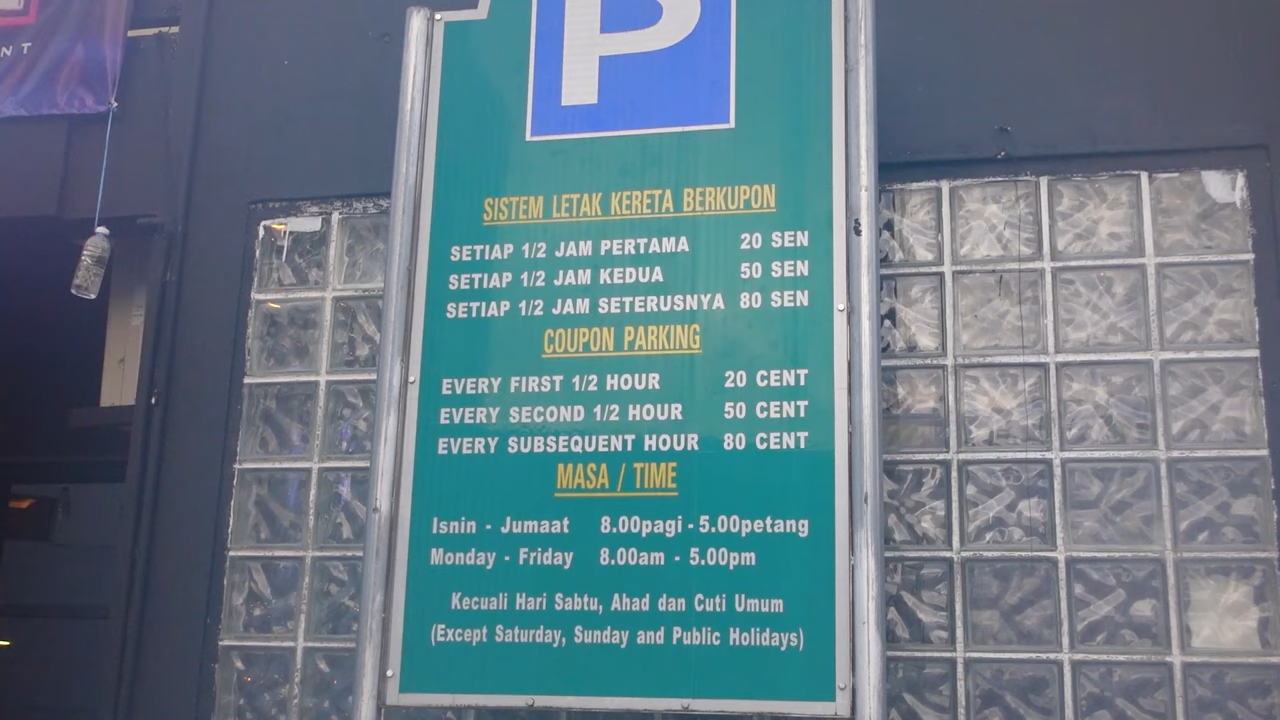 NT
P
SISTEM LETAK KERETA BERKUPON
SETIAP 1/2 JAM PERTAMA 20 SEN
SETIAP 1/2 JAM KEDUA 50 SEN
SETIAP 1/2 JAM SETERUSNYA 80 SEN
COUPON PARKING
EVERY FIRST 1/2 HOUR 20 CENT
EVERY SECOND 1/2 HOUR 50 CENT
EVERY SUBSEQUENT HOUR 80 CENT
MASA / TIME
Isnin - Jumaat 8.00pagi - 5.00petang
Monday - Friday 8.00am - 5.00pm
Kecuali Hari Sabtu, Ahad dan Cuti Umum
(Except Saturday, Sunday and Public Holidays)